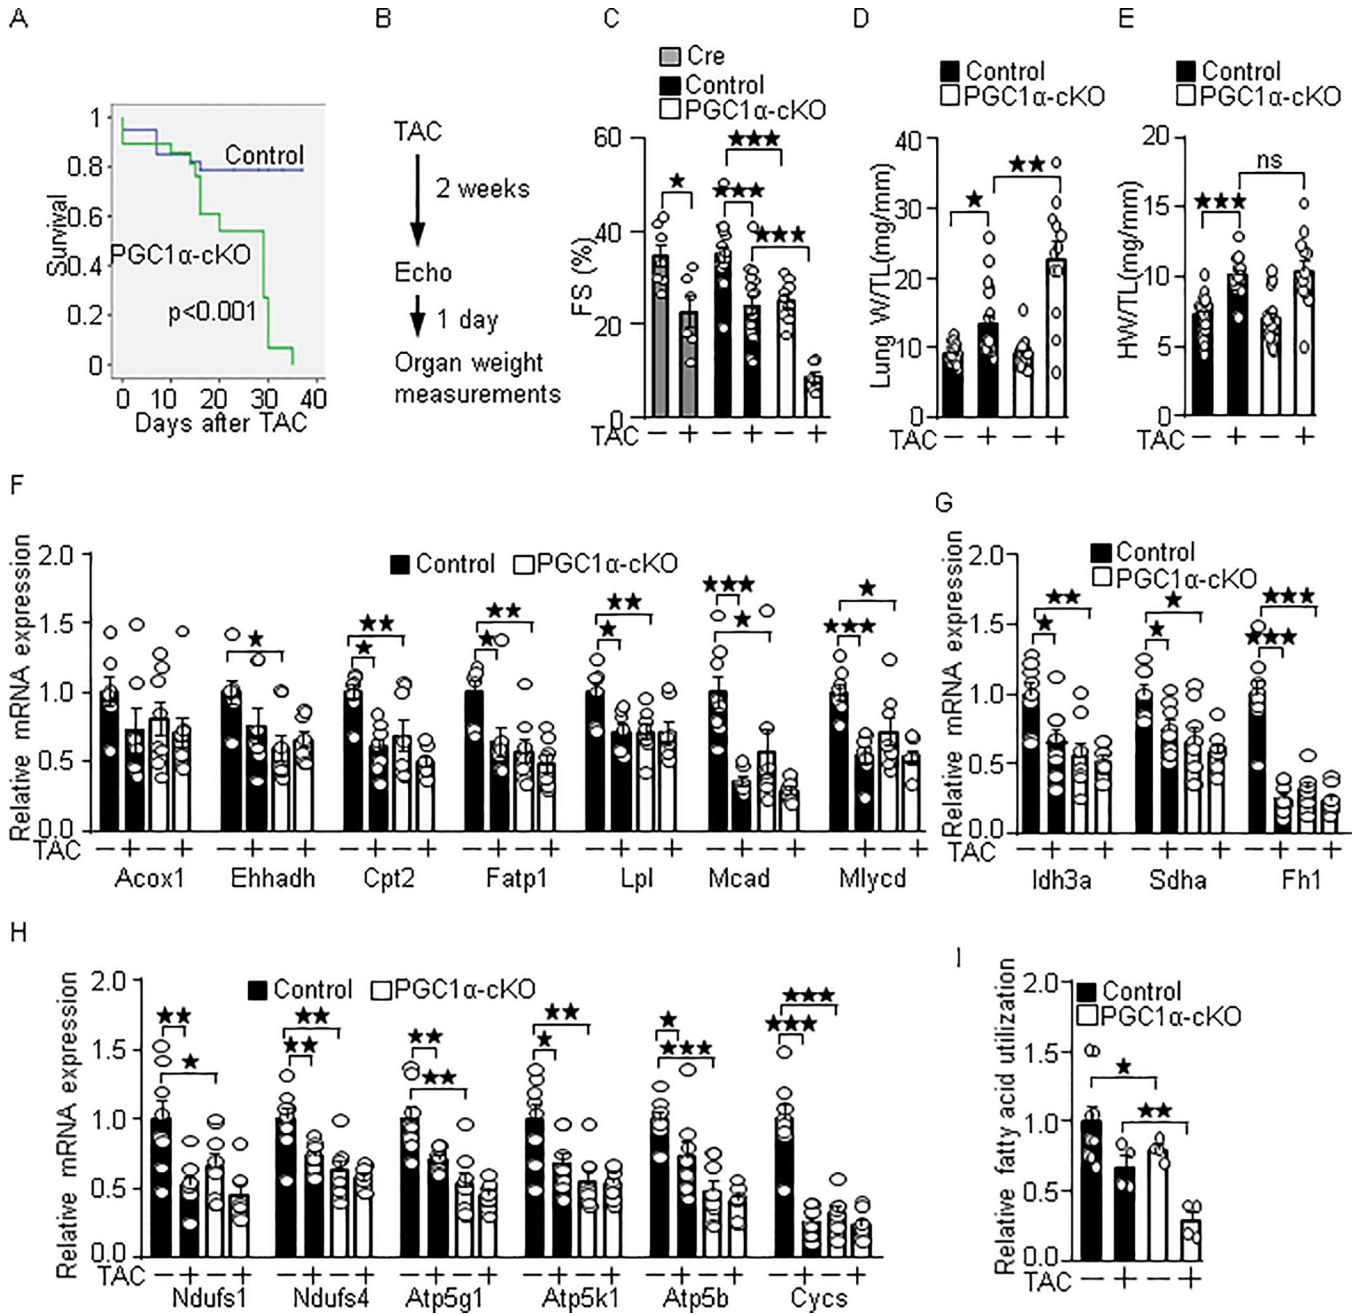 A
B
C
D
E
Survival
1
0.8
0.6
0.4
0.2
0
Control
PGC1α-cKO
p<0.001
0 10 20 30 40
Days after TAC
TAC
2 weeks
Echo
1 day
Organ weight
measurements
Cre
Control
PGC1α-cKO
FS (%)
60
40
20
0
★
★★★
★★★
★★★
TAC − + − + − +
Control
PGC1α-cKO
Lung W/TL(mg/mm)
40
30
20
10
0
★
★★
TAC − + − +
Control
PGC1α-cKO
HW/TL(mg/mm)
20
15
10
5
0
★★★
ns
TAC − + − +
F
Relative mRNA expression
2.0
1.5
1.0
0.5
0.0
Control PGC1α-cKO
★
★★
★
★★
★
★★
★
★★★
★
★
★★★
TAC − + − + − + − + − + − + − + − + − + − + − + − + − + − +
Acox1 Ehhadh Cpt2 Fatp1 Lpl Mcad Mlycd
G
Relative mRNA expression
2.0
1.5
1.0
0.5
0.0
Control
PGC1α-cKO
★★
★
★
★
★★★
★★★
TAC − + − + − + − + − + − +
Idh3a Sdha Fh1
H
Relative mRNA expression
2.0
1.5
1.0
0.5
0.0
Control PGC1α-cKO
★★
★
★★
★★
★★
★★
★★
★
★
★★★
★★★
★★★
TAC − + − + − + − + − + − + − + − + − + − + − + − +
Ndufs1 Ndufs4 Atp5g1 Atp5k1 Atp5b Cycs
I
Relative fatty acid utilization
2.0
1.5
1.0
0.5
0.0
Control
PGC1α-cKO
★
★★
TAC − + − +